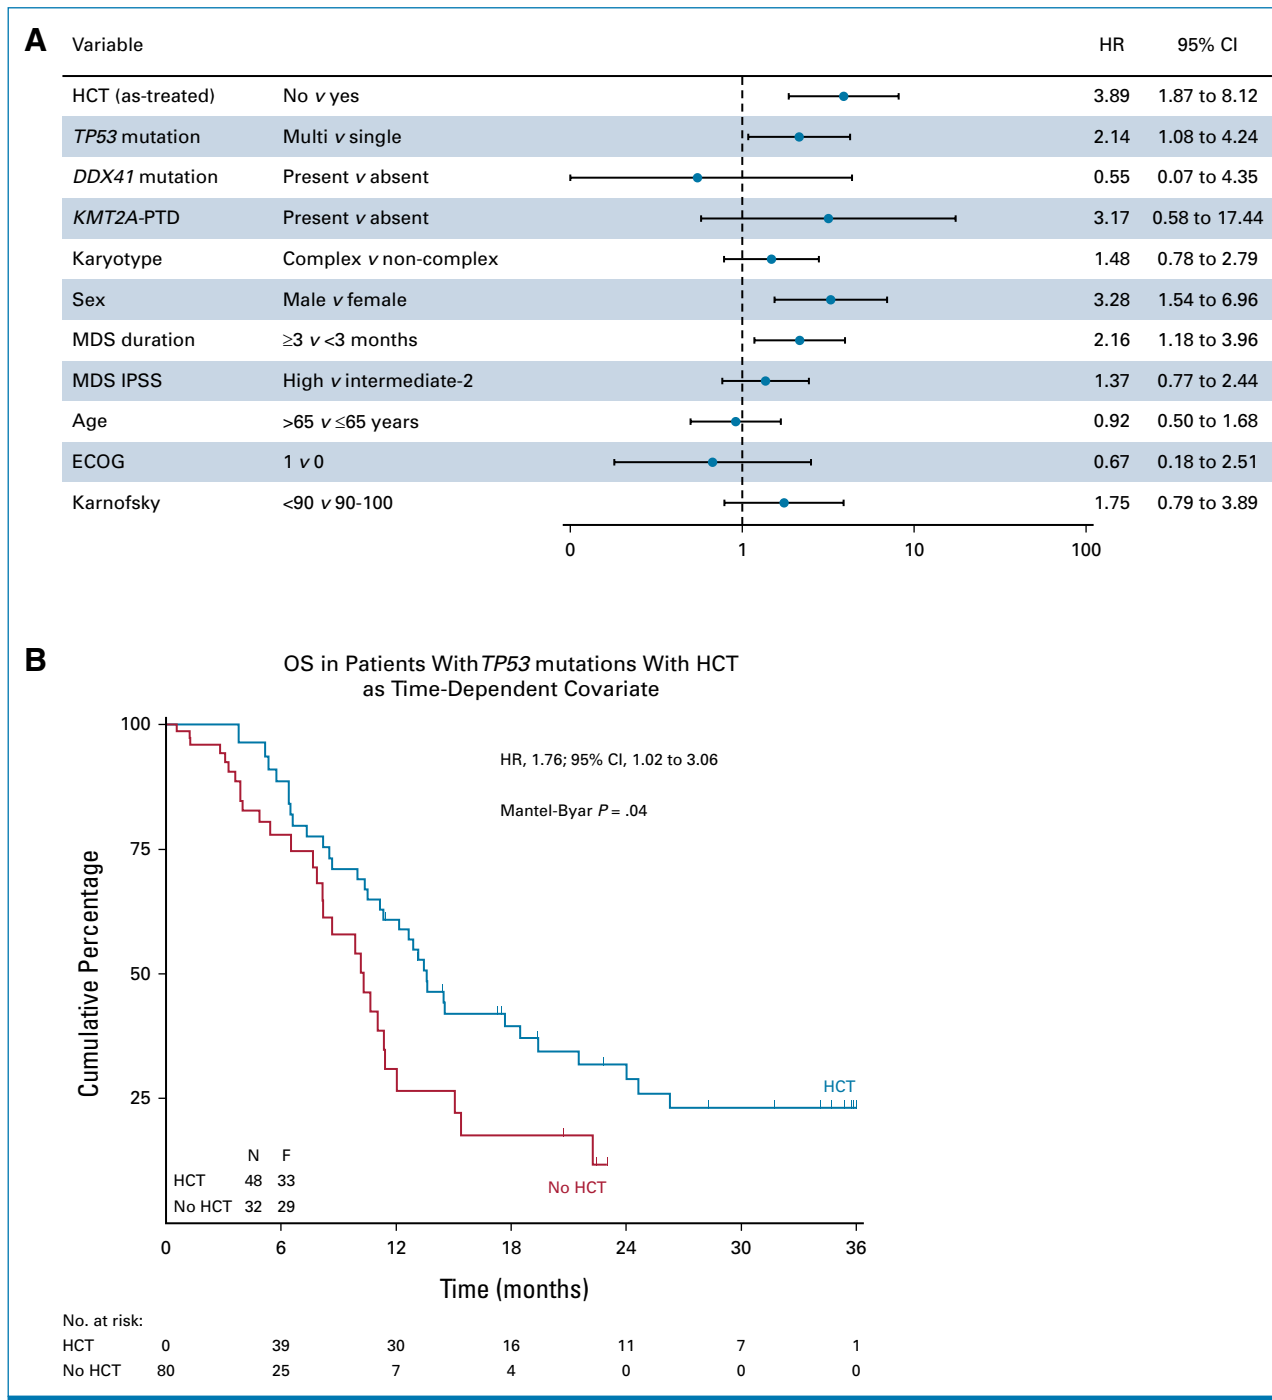 A
Variable HR 95% CI
HCT (as-treated) No v yes 3.89 1.87 to 8.12
TP53 mutation Multi v single 2.14 1.08 to 4.24
DDX41 mutation Present v absent 0.55 0.07 to 4.35
KMT2A-PTD Present v absent 3.17 0.58 to 17.44
Karyotype Complex v non-complex 1.48 0.78 to 2.79
Sex Male v female 3.28 1.54 to 6.96
MDS duration ≥3 v <3 months 2.16 1.18 to 3.96
MDS IPSS High v intermediate-2 1.37 0.77 to 2.44
Age >65 v ≤65 years 0.92 0.50 to 1.68
ECOG 1 v 0 0.67 0.18 to 2.51
Karnofsky <90 v 90-100 1.75 0.79 to 3.89
0 1 10 100
B
OS in Patients With TP53 mutations With HCT
as Time-Dependent Covariate
HR, 1.76; 95% CI, 1.02 to 3.06
Mantel-Byar P = .04
Cumulative Percentage
100
75
50
25
HCT
No HCT
N F
HCT 48 33
No HCT 32 29
0 6 12 18 24 30 36
Time (months)
No. at risk:
HCT 0 39 30 16 11 7 1
No HCT 80 25 7 4 0 0 0